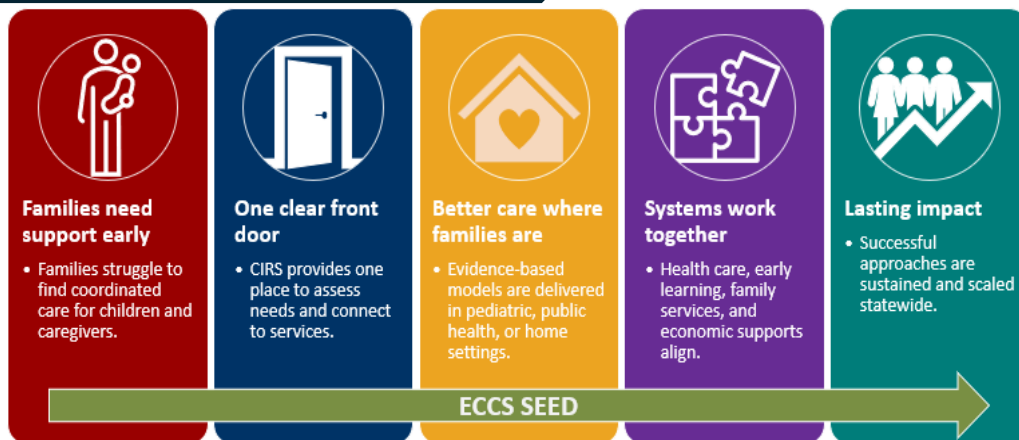 Families need
support early
• Families struggle to
find coordinated
care for children and
caregivers.
One clear front
door
• CIRS provides one
place to assess
needs and connect
to services.
Better care where
families are
• Evidence-based
models are delivered
in pediatric, public
health, or home
settings.
Systems work
together
• Health care, early
learning, family
services, and
economic supports
align.
Lasting impact
• Successful
approaches are
sustained and scaled
statewide.
ECCS SEED